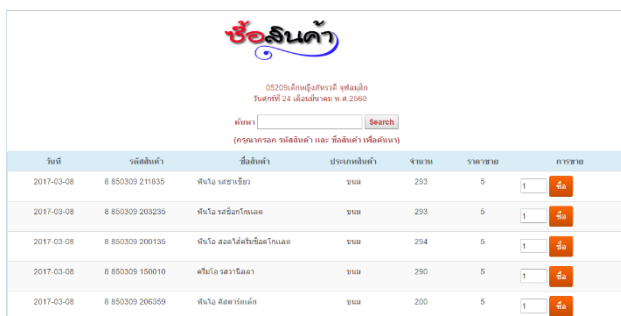 ซื้อสินค้า
05209เด็กหญิงภัทรวดี
วันศุกร์ที่ 24 เดือนมีนาคม พ.ศ.2560
ค้นหา Search
(กรุณากรอก รหัสสินค้า และ ชื่อสินค้า เพื่อค้นหา)
วันที่ รหัสสินค้า ชื่อสินค้า ประเภทสินค้า จำนวน ราคาขาย การขาย
2017-03-08 8 850309 211835 ฟันโอ รสชาเขียว ขนม 293 5 1 ซื้อ
2017-03-08 8 850309 203235 ฟันโอ รสช็อกโกแลต ขนม 293 5 1 ซื้อ
2017-03-08 8 850309 200135 ฟันโอ สอดไส้ครีมช็อคโกแลต ขนม 294 5 1 ซื้อ
2017-03-08 8 850309 150010 ครีมโอ รสวานิลลา ขนม 290 5 1 ซื้อ
2017-03-08 8 850309 206359 ฟันโอ คัสตาร์ดเค้ก ขนม 200 5 1 ซื้อ